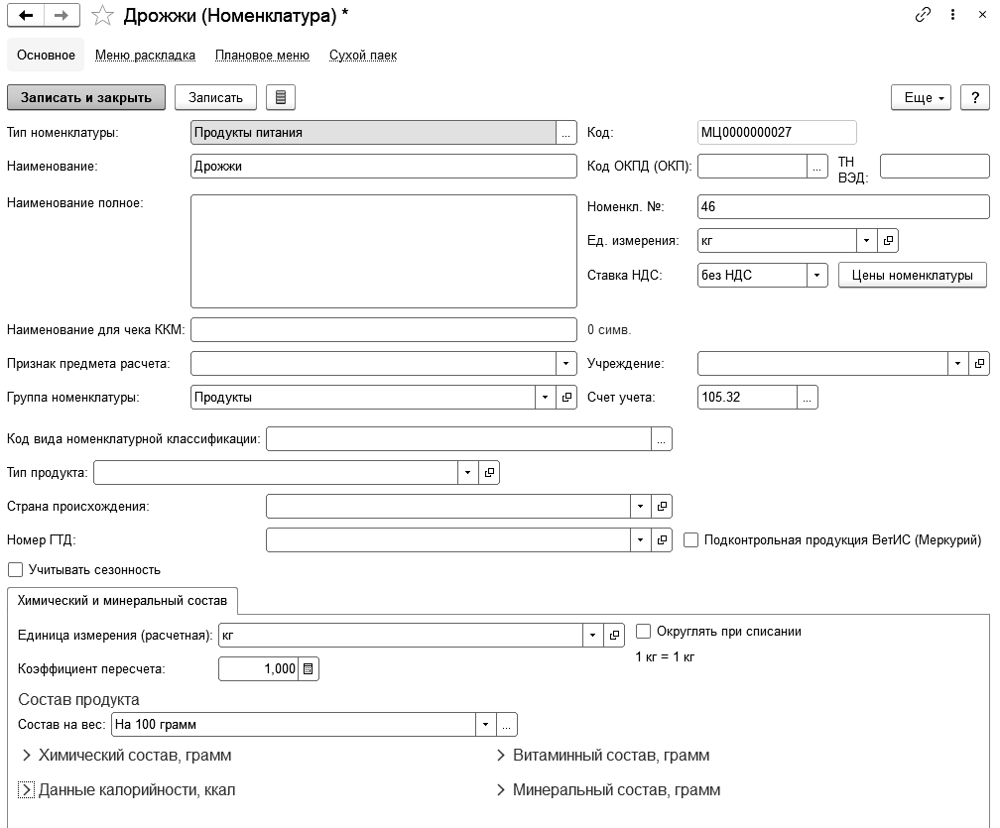 Дрожжи (Номенклатура) *
Основное Меню раскладка Плановое меню Сухой паек
Записать и закрыть Записать Еще ?
Тип номенклатуры: Продукты питания ... Код: МЦ0000000027
Наименование: Дрожжи Код ОКПД (ОКП): ... ТН ВЭД:
Наименование полное: Номенкл. №: 46
Ед. измерения: кг
Ставка НДС: без НДС Цены номенклатуры
Наименование для чека ККМ: 0 симв.
Признак предмета расчета: Учреждение:
Группа номенклатуры: Продукты Счет учета: 105.32 ...
Код вида номенклатурной классификации: ...
Тип продукта:
Страна происхождения:
Номер ГТД: Подконтрольная продукция ВетИС (Меркурий)
Учитывать сезонность
Химический и минеральный состав
Единица измерения (расчетная): кг Округлять при списании
1 кг = 1 кг
Коэффициент пересчета: 1,000
Состав продукта
Состав на вес: На 100 грамм ...
Химический состав, грамм Витаминный состав, грамм
Данные калорийности, ккал Минеральный состав, грамм